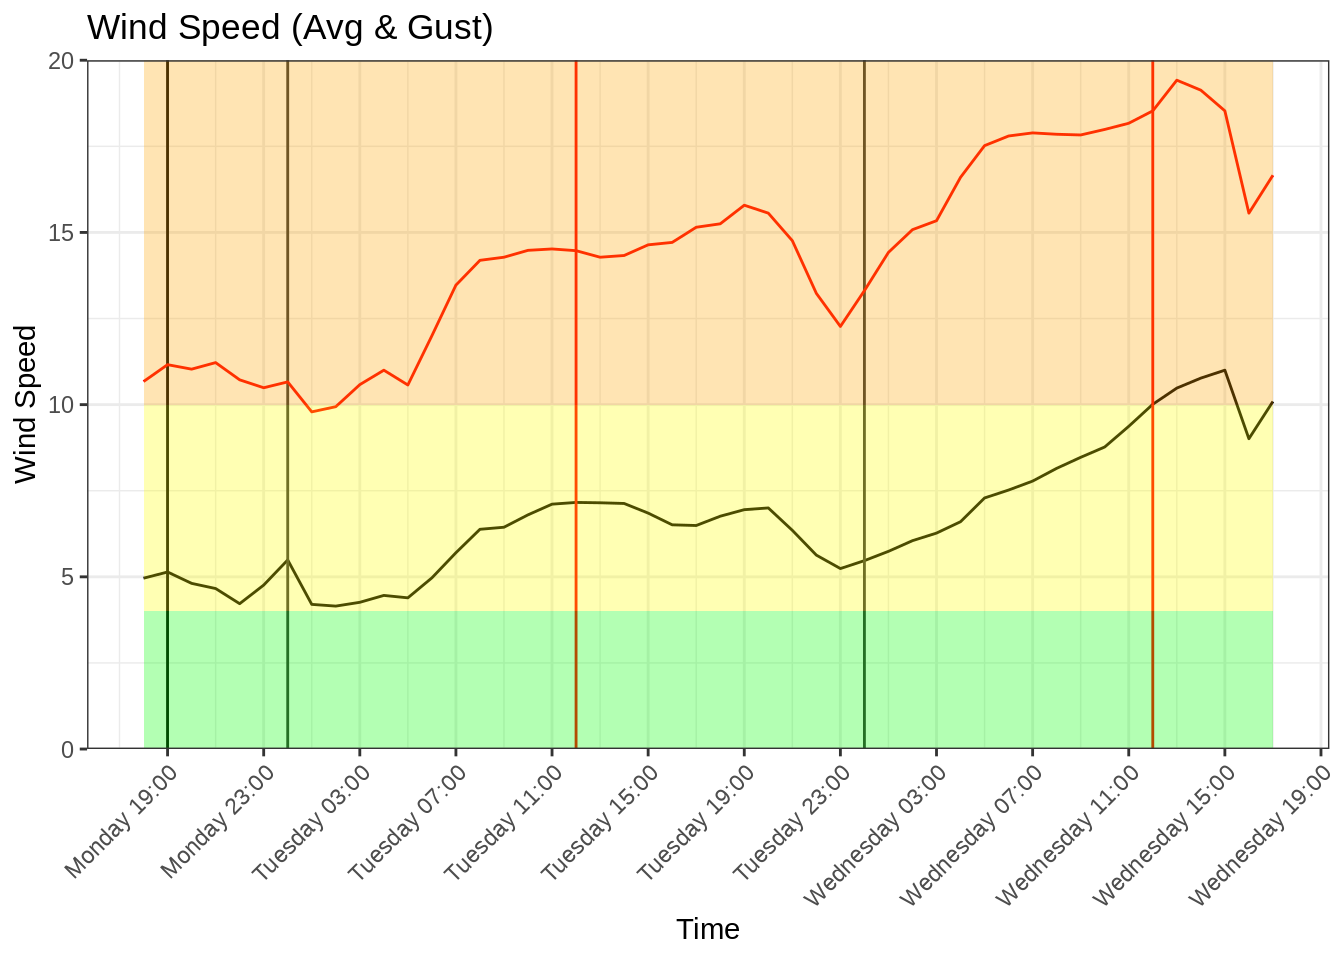 Wind Speed (Avg & Gust)
20
15
10
5
0
Wind Speed
Monday 19:00
Monday 23:00
Tuesday 03:00
Tuesday 07:00
Tuesday 11:00
Tuesday 15:00
Tuesday 19:00
Tuesday 23:00
Wednesday 03:00
Wednesday 07:00
Wednesday 11:00
Wednesday 15:00
Wednesday 19:00
Time